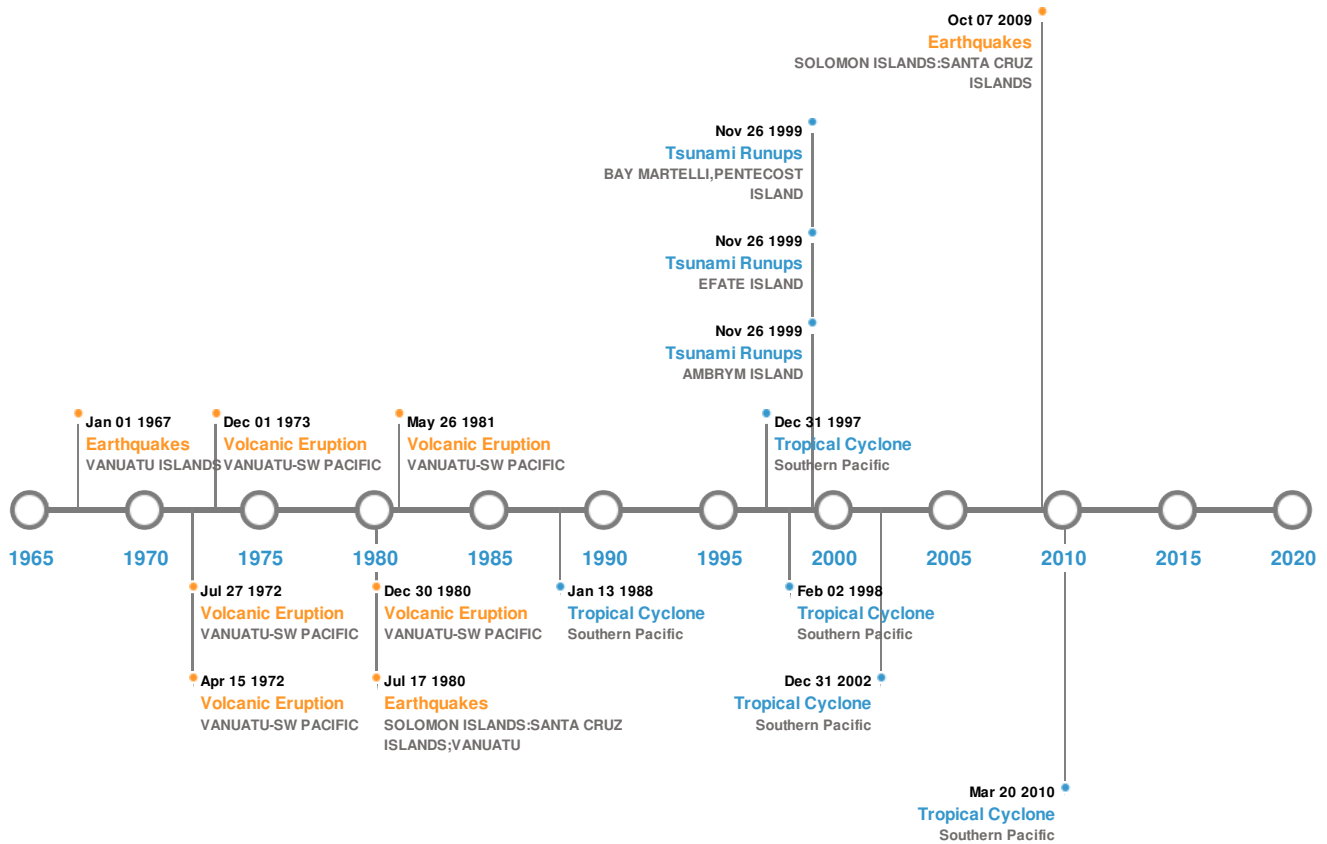 Oct 07 2009
Earthquakes
SOLOMON ISLANDS:SANTA CRUZ
ISLANDS
Nov 26 1999
Tsunami Runups
BAY MARTELLI,PENTECOST
ISLAND
Nov 26 1999
Tsunami Runups
EFATE ISLAND
Nov 26 1999
Tsunami Runups
AMBRYM ISLAND
Jan 01 1967
Earthquakes
VANUATU ISLANDS
Dec 01 1973
Volcanic Eruption
VANUATU-SW PACIFIC
May 26 1981
Volcanic Eruption
VANUATU-SW PACIFIC
Dec 31 1997
Tropical Cyclone
Southern Pacific
1965 1970 1975 1980 1985 1990 1995 2000 2005 2010 2015 2020
Jul 27 1972
Volcanic Eruption
VANUATU-SW PACIFIC
Dec 30 1980
Volcanic Eruption
VANUATU-SW PACIFIC
Jan 13 1988
Tropical Cyclone
Southern Pacific
Feb 02 1998
Tropical Cyclone
Southern Pacific
Apr 15 1972
Volcanic Eruption
VANUATU-SW PACIFIC
Jul 17 1980
Earthquakes
SOLOMON ISLANDS:SANTA CRUZ
ISLANDS;VANUATU
Dec 31 2002
Tropical Cyclone
Southern Pacific
Mar 20 2010
Tropical Cyclone
Southern Pacific